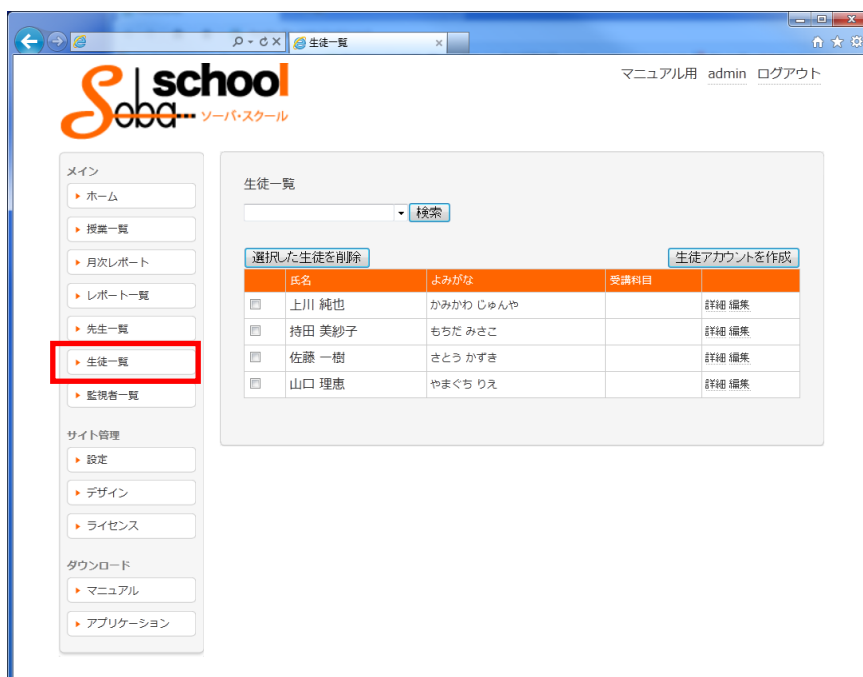 生徒一覧
マニュアル用 admin ログアウト
soba school
ソーバ・スクール
メイン
ホーム
授業一覧
月次レポート
レポート一覧
先生一覧
生徒一覧
監視者一覧
サイト管理
設定
デザイン
ライセンス
ダウンロード
マニュアル
アプリケーション
生徒一覧
検索
選択した生徒を削除 生徒アカウントを作成
氏名 よみがな 受講科目
上川 純也 かみかわ じゅんや 詳細 編集
持田 美紗子 もちだ みさこ 詳細 編集
佐藤 一樹 さとう かずき 詳細 編集
山口 理恵 やまぐち りえ 詳細 編集